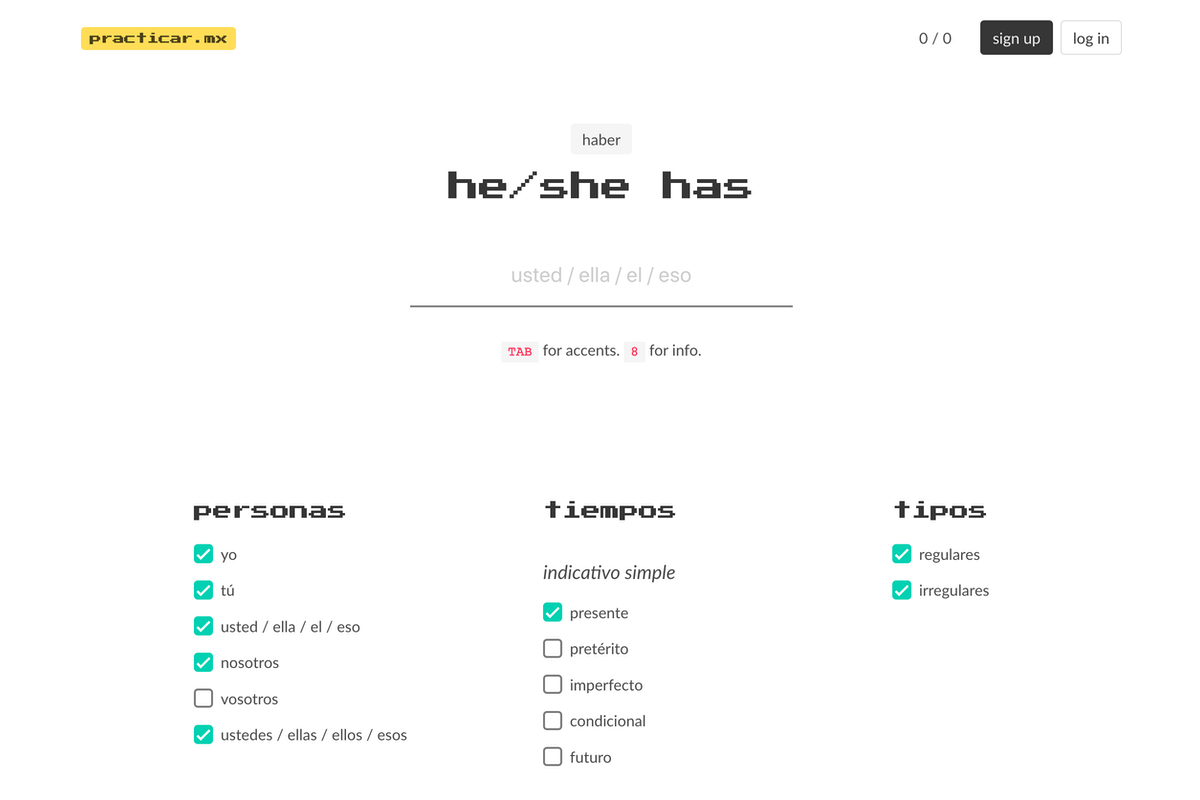 practicar.mx
0 / 0
sign up
log in
haber
he/she has
usted / ella / el / eso
TAB for accents. 8 for info.
personas
yo
tú
usted / ella / el / eso
nosotros
vosotros
ustedes / ellas / ellos / esos
tiempos
indicativo simple
presente
pretérito
imperfecto
condicional
futuro
tipos
regulares
irregulares